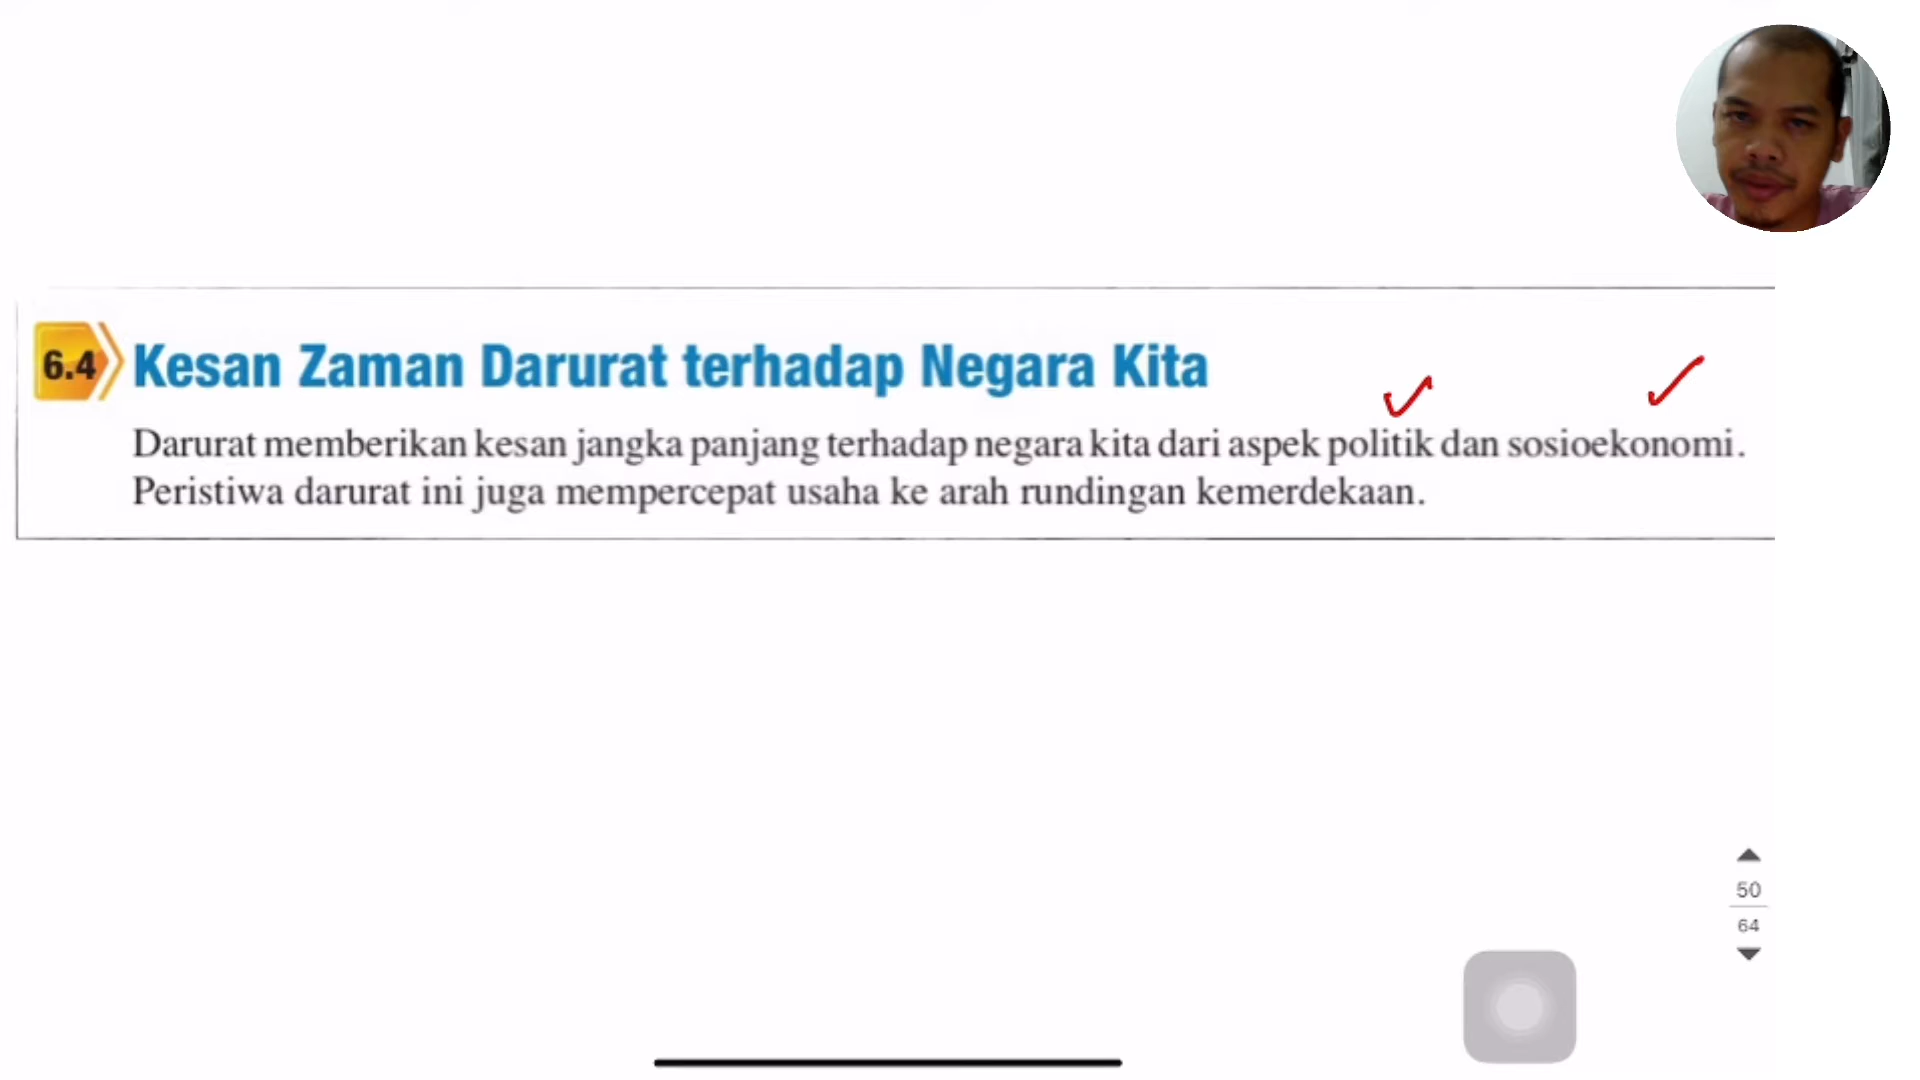 6.4 Kesan Zaman Darurat terhadap Negara Kita
Darurat memberikan kesan jangka panjang terhadap negara kita dari aspek politik dan sosioekonomi.
Peristiwa darurat ini juga mempercepat usaha ke arah rundingan kemerdekaan.
50
64